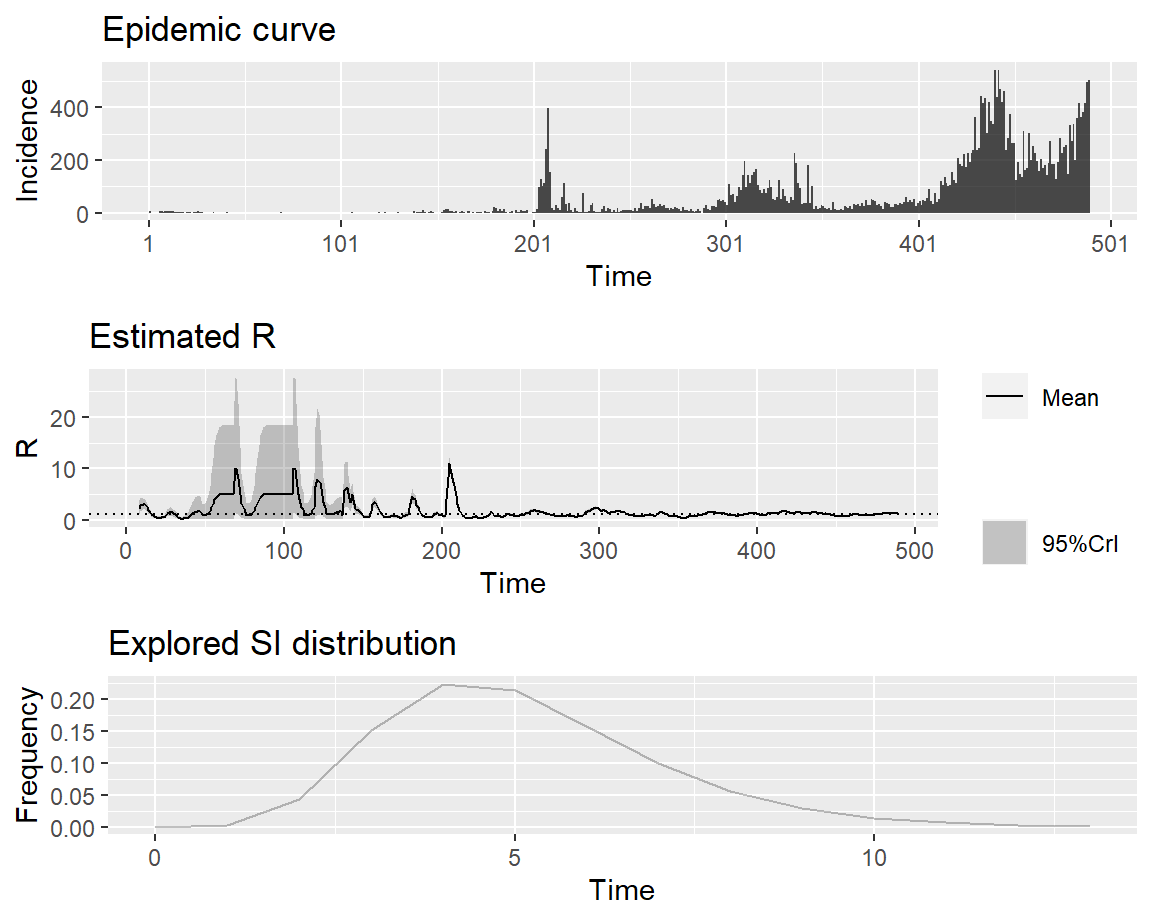 Epidemic curve
Incidence
400
200
0
1 101 201 301 401 501
Time
Estimated R
R
20
10
0
0 100 200 300 400 500
Time
Mean
95%CrI
Explored SI distribution
Frequency
0.20
0.15
0.10
0.05
0.00
0 5 10
Time